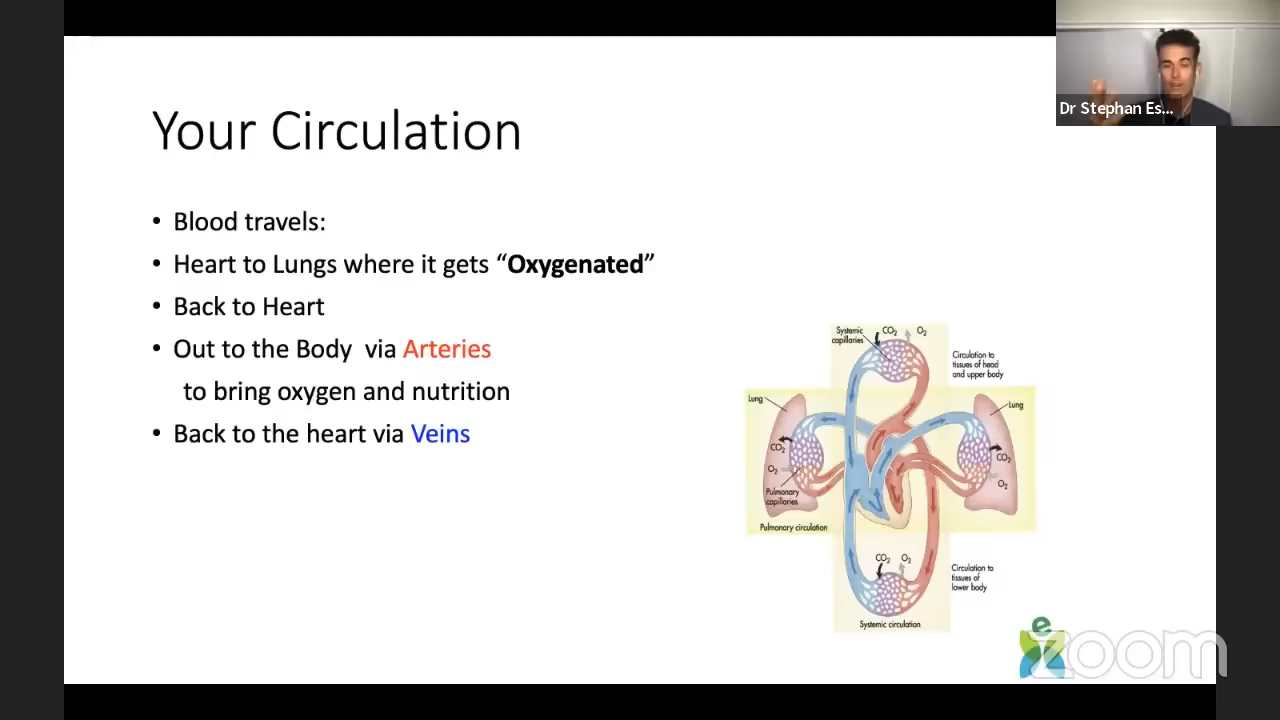 Dr Stephan Es...
Your Circulation
• Blood travels:
• Heart to Lungs where it gets “Oxygenated”
• Back to Heart
• Out to the Body via Arteries
to bring oxygen and nutrition
• Back to the heart via Veins
Systemic
capillaries
CO2
O2
Circulation to
tissues of head
and upper body
Lung
Lung
CO2
O2
CO2
O2
Pulmonary
capillaries
Pulmonary circulation
CO2
O2
Circulation to
tissues of
lower body
Systemic circulation
e
zoom